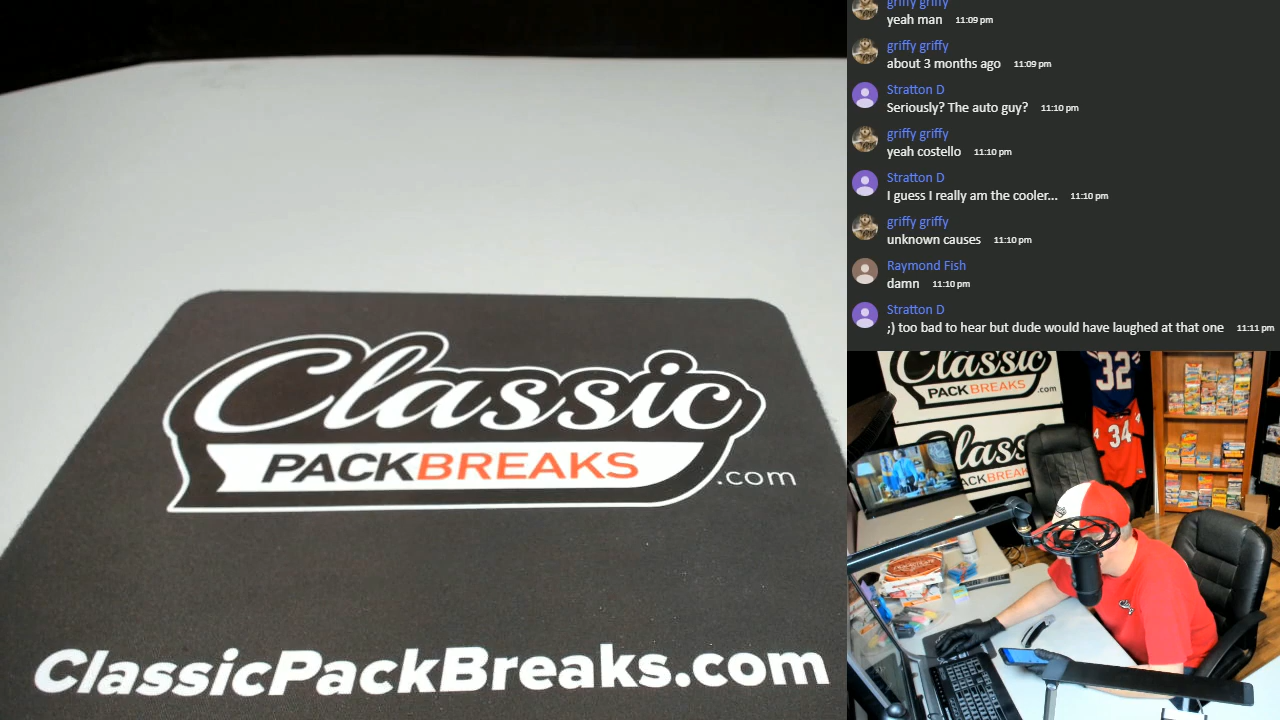 griffy griffy
yeah man 11:09 pm
griffy griffy
about 3 months ago 11:09 pm
Stratton D
Seriously? The auto guy? 11:10 pm
griffy griffy
yeah costello 11:10 pm
Stratton D
I guess I really am the cooler... 11:10 pm
griffy griffy
unknown causes 11:10 pm
Raymond Fish
damn 11:10 pm
Stratton D
;) too bad to hear but dude would have laughed at that one 11:11 pm
Classic
PACKBREAKS
.com
ClassicPackBreaks.com
Classic
PACKBREAKS
.com
32
34
4